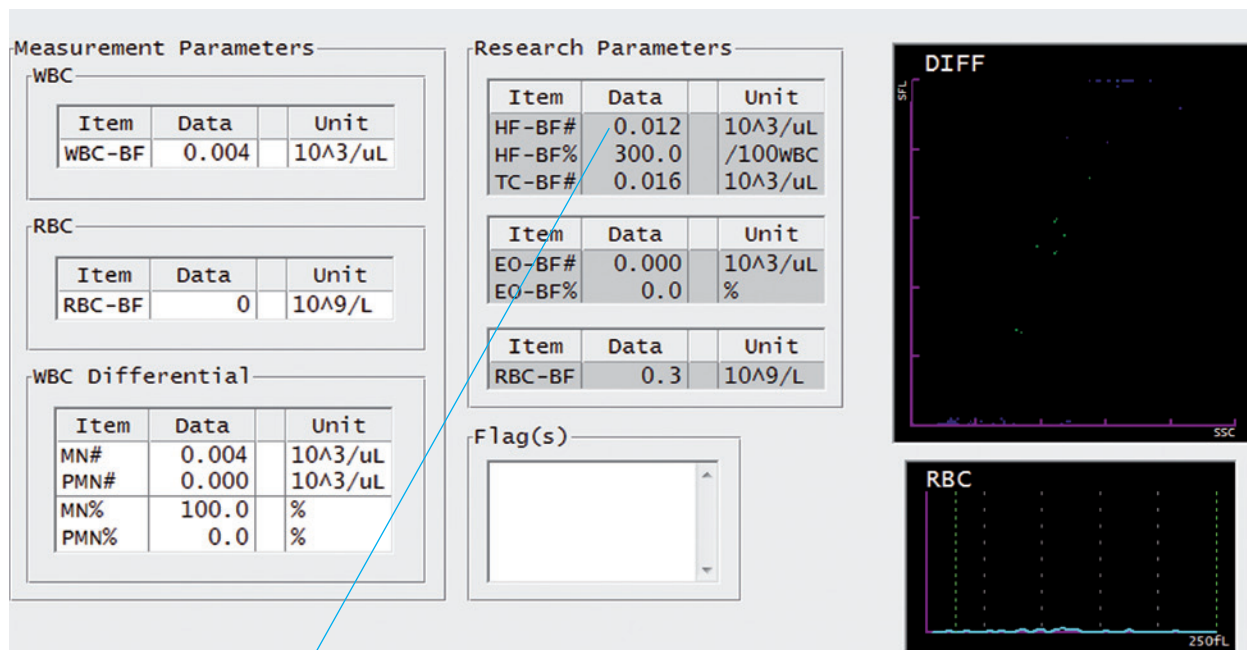 Measurement Parameters
WBC
Item Data Unit
WBC-BF 0.004 10^3/uL
RBC
Item Data Unit
RBC-BF 0 10^9/L
WBC Differential
Item Data Unit
MN# 0.004 10^3/uL
PMN# 0.000 10^3/uL
MN% 100.0 %
PMN% 0.0 %
Research Parameters
Item Data Unit
HF-BF# 0.012 10^3/uL
HF-BF% 300.0 /100WBC
TC-BF# 0.016 10^3/uL
Item Data Unit
EO-BF# 0.000 10^3/uL
EO-BF% 0.0 %
Item Data Unit
RBC-BF 0.3 10^9/L
Flag(s)
DIFF
SFL
SSC
RBC
250fL